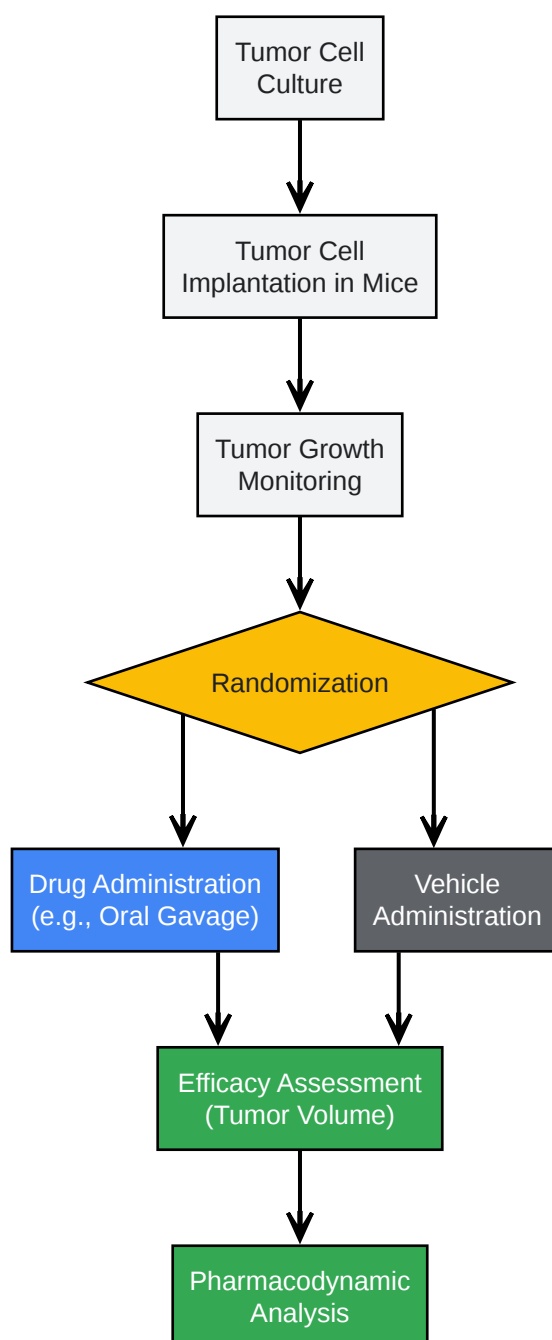 Tumor Cell
Culture
Tumor Cell
Implantation in Mice
Tumor Growth
Monitoring
Randomization
Drug Administration
(e.g., Oral Gavage)
Vehicle
Administration
Efficacy Assessment
(Tumor Volume)
Pharmacodynamic
Analysis